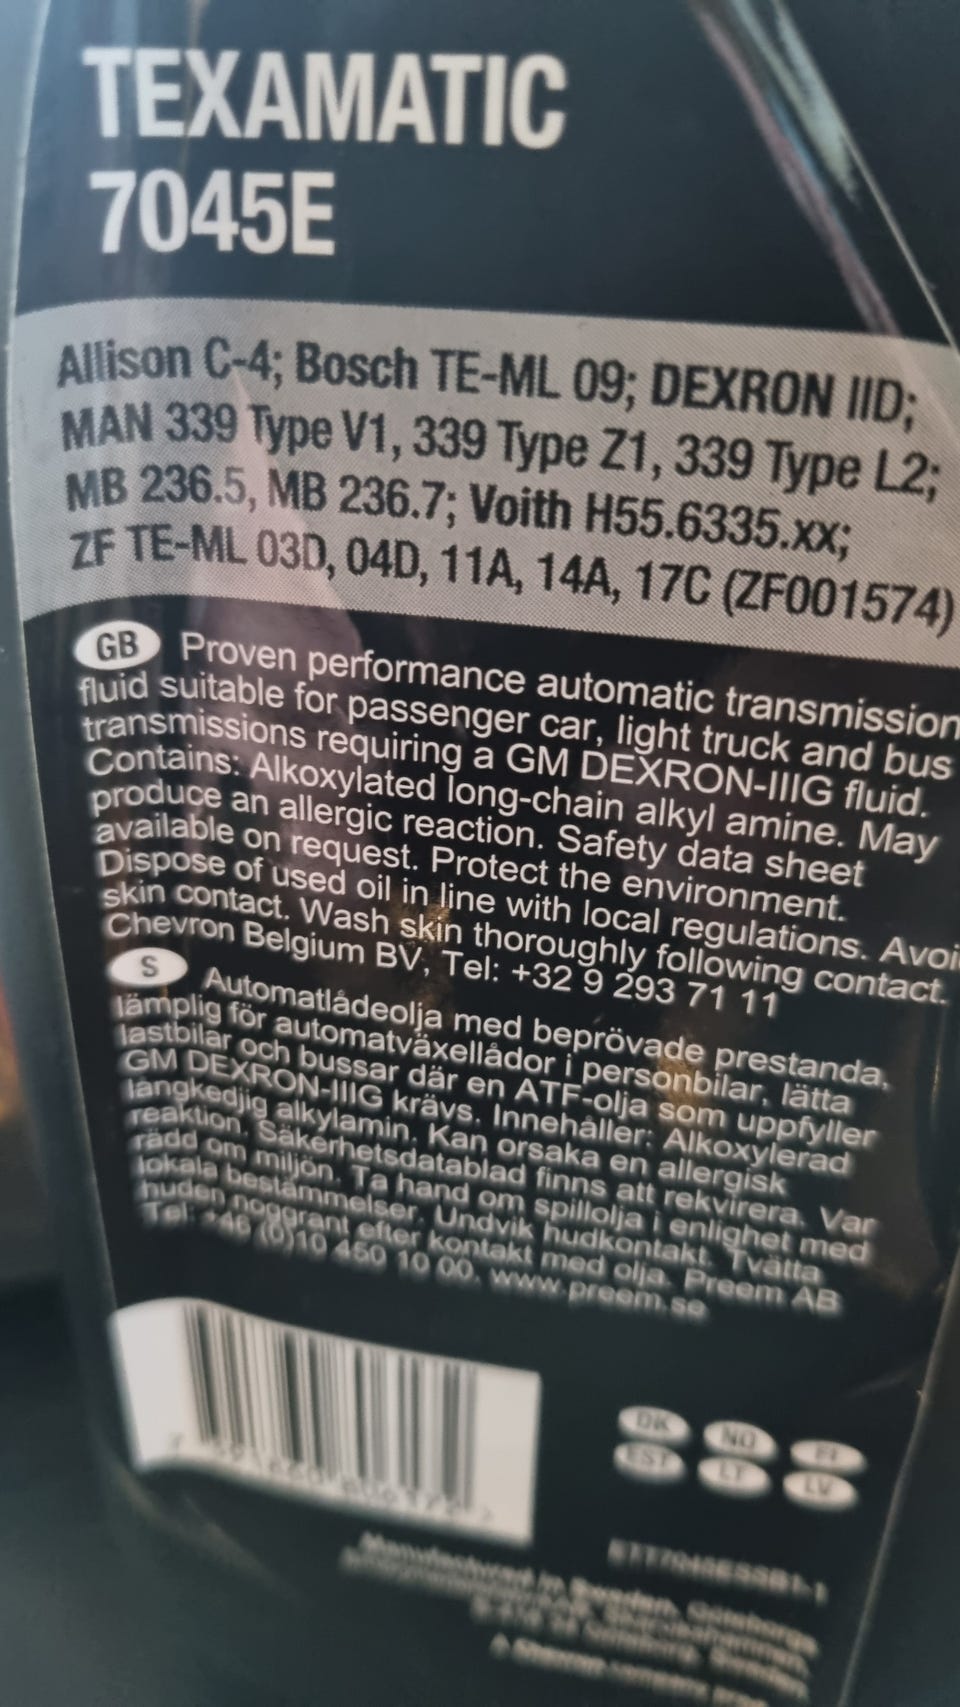 TEXAMATIC
7045E
Allison C-4; Bosch TE-ML 09; DEXRON IID;
MAN 339 Type V1, 339 Type Z1, 339 Type L2;
MB 236.5, MB 236.7; Voith H55.6335.xx;
ZF TE-ML 03D, 04D, 11A, 14A, 17C (ZF001574)
GB Proven performance automatic transmission
fluid suitable for passenger car, light truck and bus
transmissions requiring a GM DEXRON-IIIG fluid.
Contains: Alkoxylated long-chain alkyl amine. May
produce an allergic reaction. Safety data sheet
available on request. Protect the environment.
Dispose of used oil in line with local regulations. Avoi
skin contact. Wash skin thoroughly following contact.
Chevron Belgium BV, Tel: +32 9 293 71 11
S Automatlådeolja med beprövade prestanda,
lämplig för automatväxellådor i personbilar, lätta
lastbilar och bussar där en ATF-olja som uppfyller
GM DEXRON-IIIG krävs. Innehåller: Alkoxylerad
långkedjig alkylamin. Kan orsaka en allergisk
reaktion. Säkerhetsdatablad finns att rekvirera. Var
rädd om miljön. Ta hand om spillolja i enlighet med
lokala bestämmelser. Undvik hudkontakt. Tvätta
huden noggrant efter kontakt med olja. Preem AB
Tel: +46 (0)10 450 10 00. www.preem.se
DK NO FI
EST LT LV
Manufactured in Sweden, Göteborgs